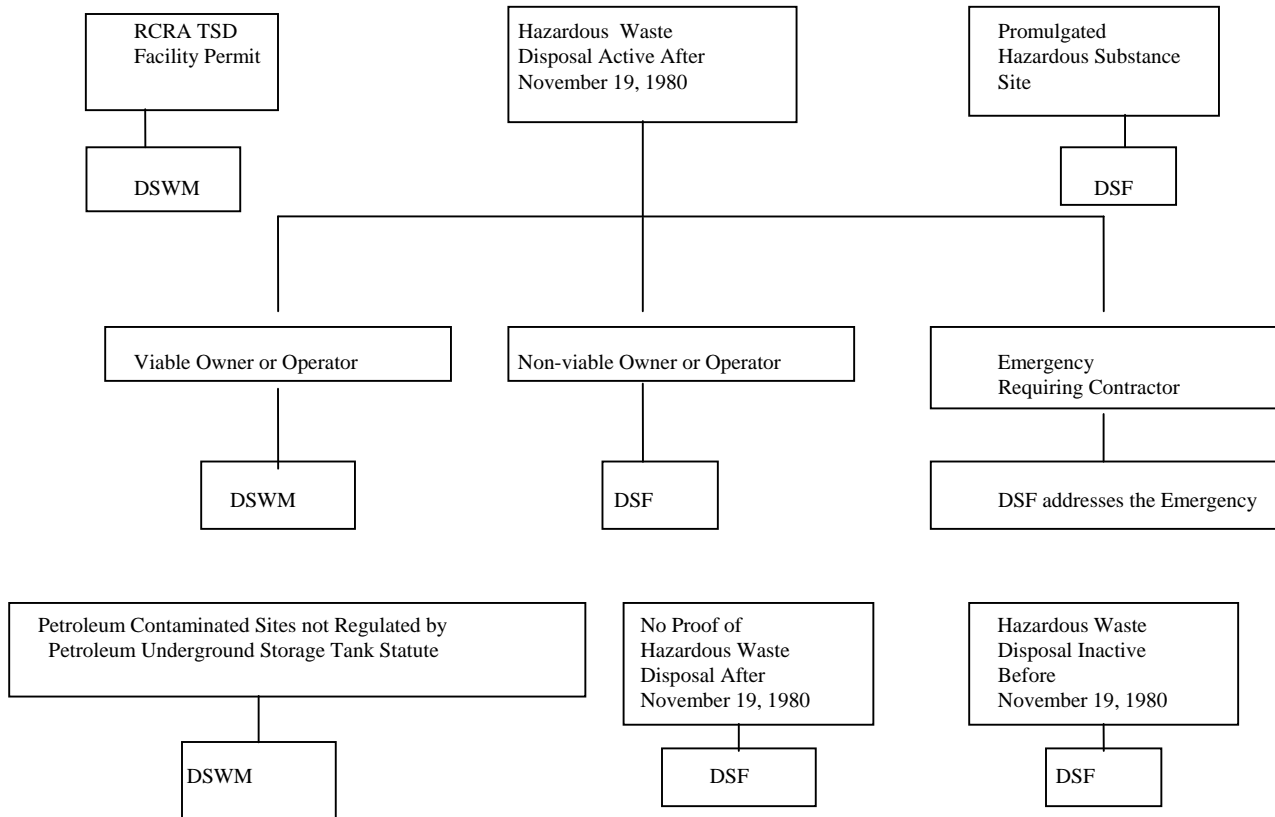 RCRA TSD
Facility Permit
Hazardous Waste
Disposal Active After
November 19, 1980
Promulgated
Hazardous Substance
Site
DSWM
DSF
Viable Owner or Operator
Non-viable Owner or Operator
Emergency
Requiring Contractor
DSWM
DSF
DSF addresses the Emergency
Petroleum Contaminated Sites not Regulated by
Petroleum Underground Storage Tank Statute
No Proof of
Hazardous Waste
Disposal After
November 19, 1980
Hazardous Waste
Disposal Inactive
Before
November 19, 1980
DSWM
DSF
DSF